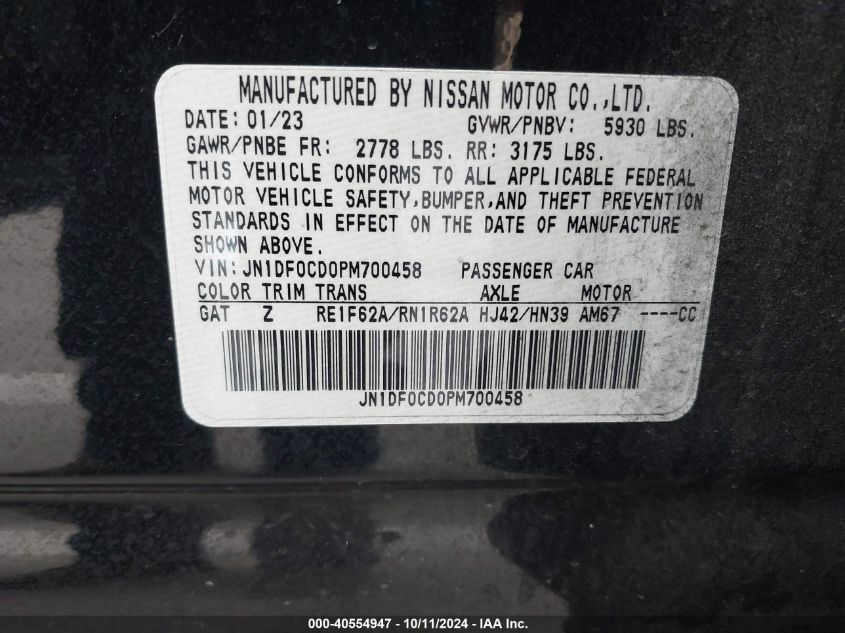 MANUFACTURED BY NISSAN MOTOR CO.,LTD.
DATE: 01/23 GVWR/PNBV: 5930 LBS.
GAWR/PNBE FR: 2778 LBS. RR: 3175 LBS.
THIS VEHICLE CONFORMS TO ALL APPLICABLE FEDERAL
MOTOR VEHICLE SAFETY,BUMPER,AND THEFT PREVENTION
STANDARDS IN EFFECT ON THE DATE OF MANUFACTURE
SHOWN ABOVE.
VIN:JN1DF0CD0PM700458 PASSENGER CAR
COLOR TRIM TRANS AXLE MOTOR
GAT Z RE1F62A/RN1R62A HJ42/HN39 AM67 ----CC
JN1DF0CD0PM700458
000-40554947 - 10/11/2024 - IAA Inc.